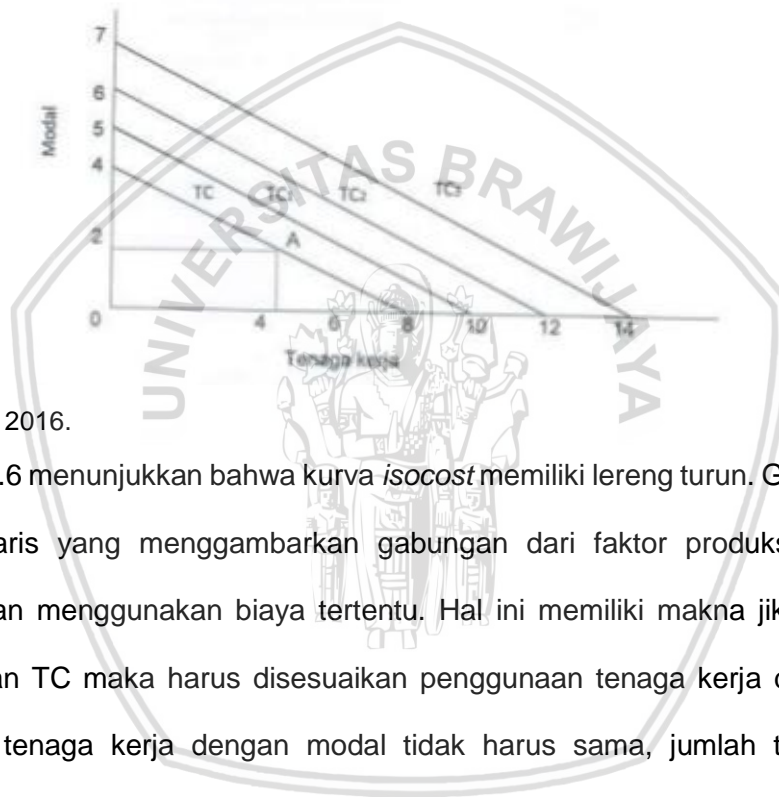 7
6
5
4
2
0
Modal
TC TC1 TC2 TC3
A
4 6 8 10 12 14
Tenaga kerja
UNIVERSITAS BRAWIJAYA
2016.
.6 menunjukkan bahwa kurva isocost memiliki lereng turun. G
aris yang menggambarkan gabungan dari faktor produks
an menggunakan biaya tertentu. Hal ini memiliki makna jik
an TC maka harus disesuaikan penggunaan tenaga kerja
tenaga kerja dengan modal tidak harus sama, jumlah t